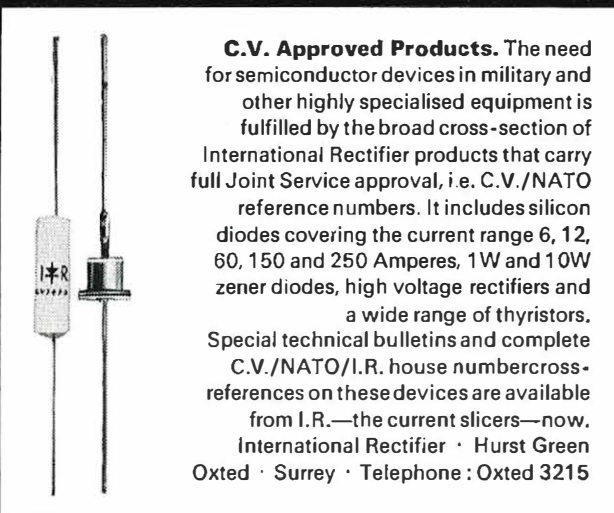 C.V. Approved Products. The need
for semiconductor devices in military and
other highly specialised equipment is
fulfilled by the broad cross-section of
International Rectifier products that carry
full Joint Service approval, i.e. C.V./NATO
reference numbers. It includes silicon
diodes covering the current range 6, 12,
60, 150 and 250 Amperes, 1W and 10W
zener diodes, high voltage rectifiers and
a wide range of thyristors.
Special technical bulletins and complete
C.V./NATO/I.R. house number cross-
references on these devices are available
from I.R.—the current slicers—now.
International Rectifier · Hurst Green
Oxted · Surrey · Telephone : Oxted 3215
I R